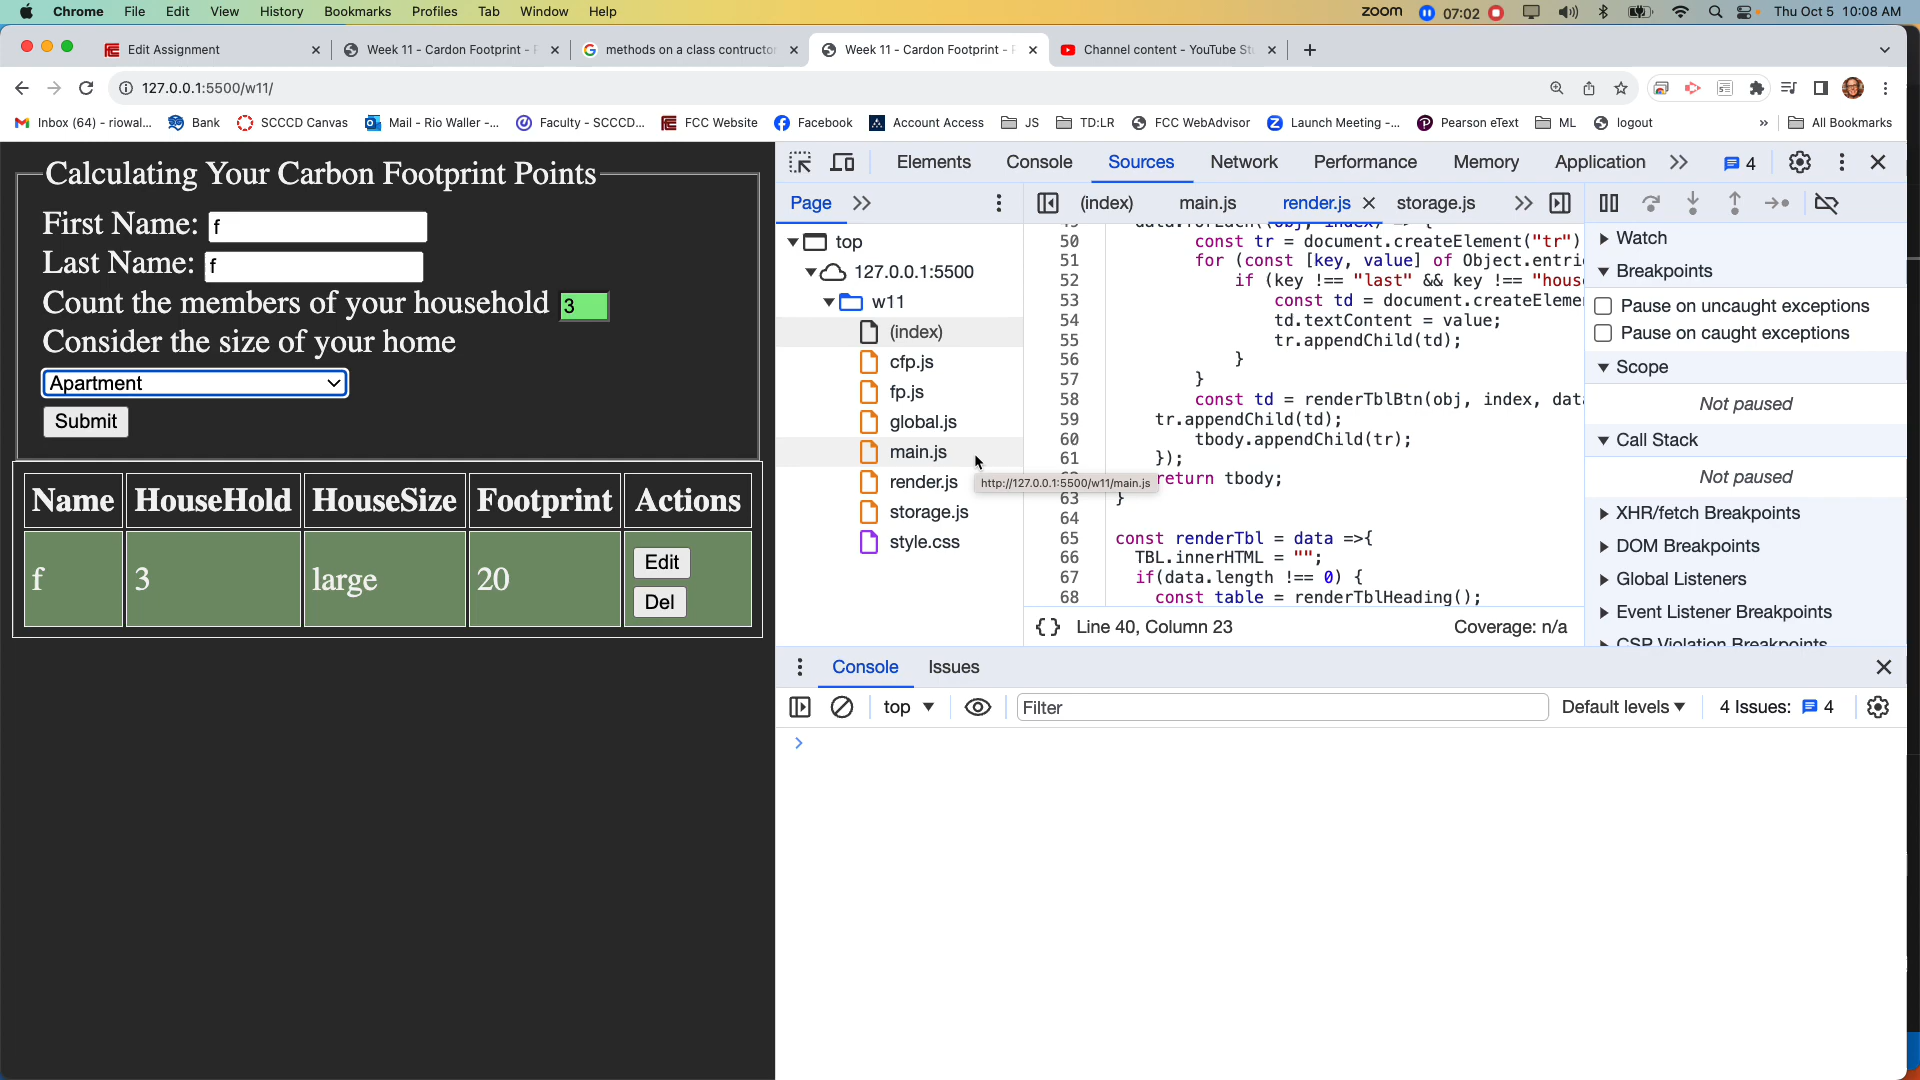 Chrome File Edit View History Bookmarks Profiles Tab Window Help zoom 07:02 Thu Oct 5 10:08 AM
Edit Assignment Week 11 - Cardon Footprint - methods on a class contructo Week 11 - Cardon Footprint - Channel content - YouTube St
127.0.0.1:5500/w11/
Inbox (64) - riowal... Bank SCCCD Canvas Mail - Rio Waller -... Faculty - SCCCD... FCC Website Facebook Account Access JS TD:LR FCC WebAdvisor Launch Meeting -... Pearson eText ML logout » All Bookmarks
Calculating Your Carbon Footprint Points
First Name: f
Last Name: f
Count the members of your household 3
Consider the size of your home
Apartment
Submit
Name HouseHold HouseSize Footprint Actions
f 3 large 20 Edit
Del
Elements Console Sources Network Performance Memory Application 4
Page (index) main.js render.js storage.js
top
127.0.0.1:5500
w11
(index)
cfp.js
fp.js
global.js
main.js
render.js
storage.js
style.css
http://127.0.0.1:5500/w11/main.js
50 const tr = document.createElement("tr")
51 for (const [key, value] of Object.entri
52 if (key !== "last" && key !== "hous
53 const td = document.createElemen
54 td.textContent = value;
55 tr.appendChild(td);
56 }
57 }
58 const td = renderTblBtn(obj, index, data
59 tr.appendChild(td);
60 tbody.appendChild(tr);
61 });
return tbody;
63 }
64
65 const renderTbl = data =>{
66 TBL.innerHTML = "";
67 if(data.length !== 0) {
68 const table = renderTblHeading();
{ } Line 40, Column 23 Coverage: n/a
Watch
Breakpoints
Pause on uncaught exceptions
Pause on caught exceptions
Scope
Not paused
Call Stack
Not paused
XHR/fetch Breakpoints
DOM Breakpoints
Global Listeners
Event Listener Breakpoints
CSP Violation Breakpoints
Console Issues
top Filter Default levels 4 Issues: 4